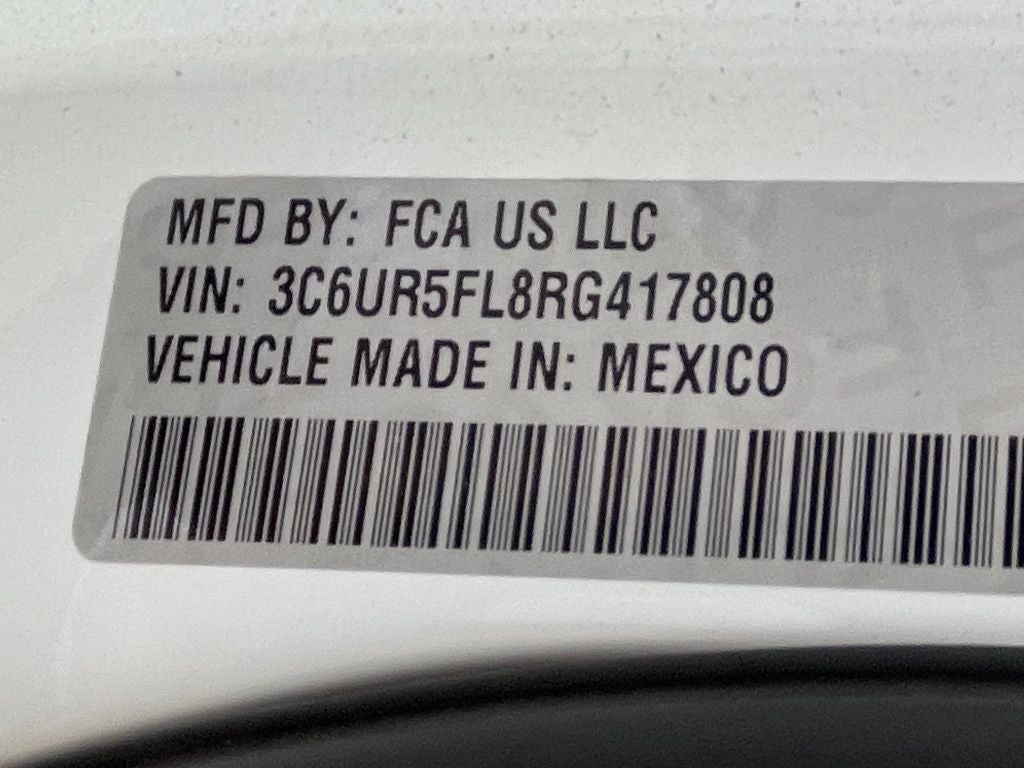 MFD BY: FCA US LLC
VIN: 3C6UR5FL8RG417808
VEHICLE MADE IN: MEXICO